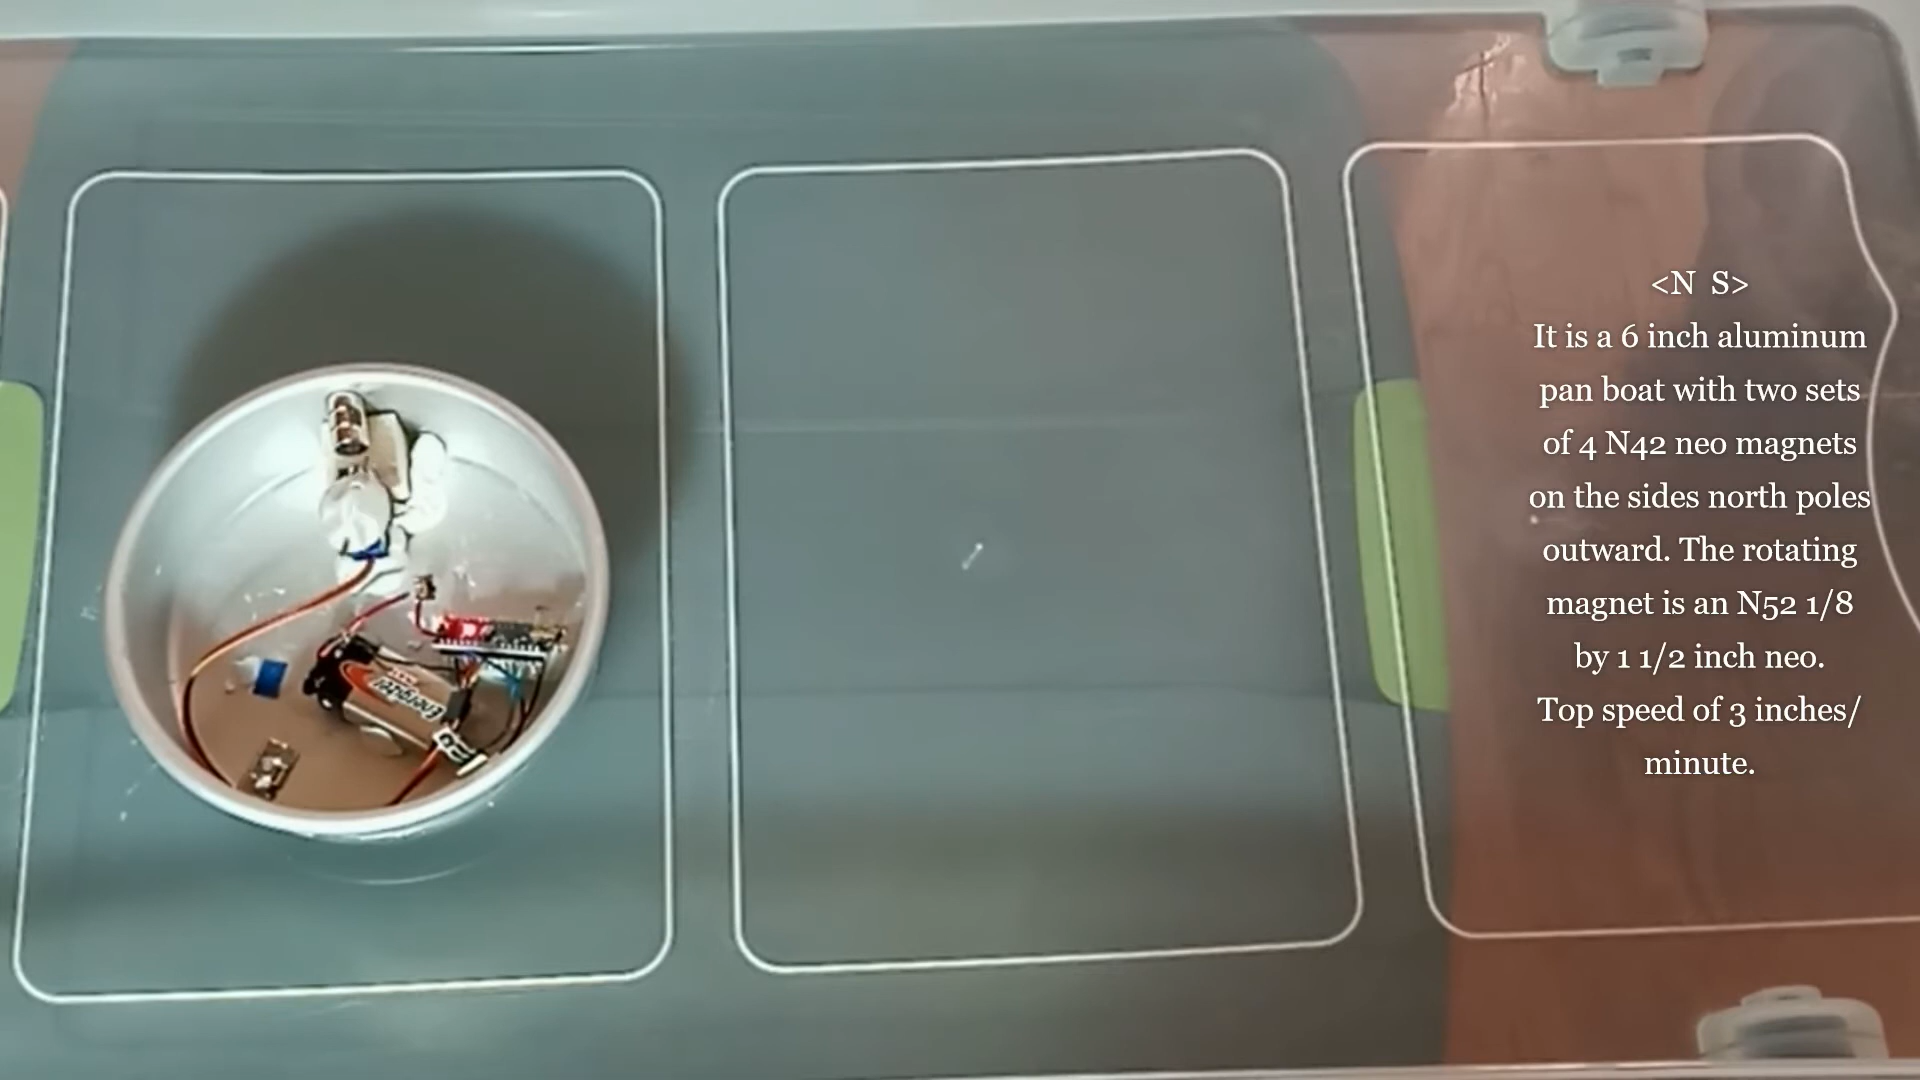 <N  S>
It is a 6 inch aluminum
pan boat with two sets
of 4 N42 neo magnets
on the sides north poles
outward. The rotating
magnet is an N52 1/8
by 1 1/2 inch neo.
Top speed of 3 inches/
minute.
Energizer